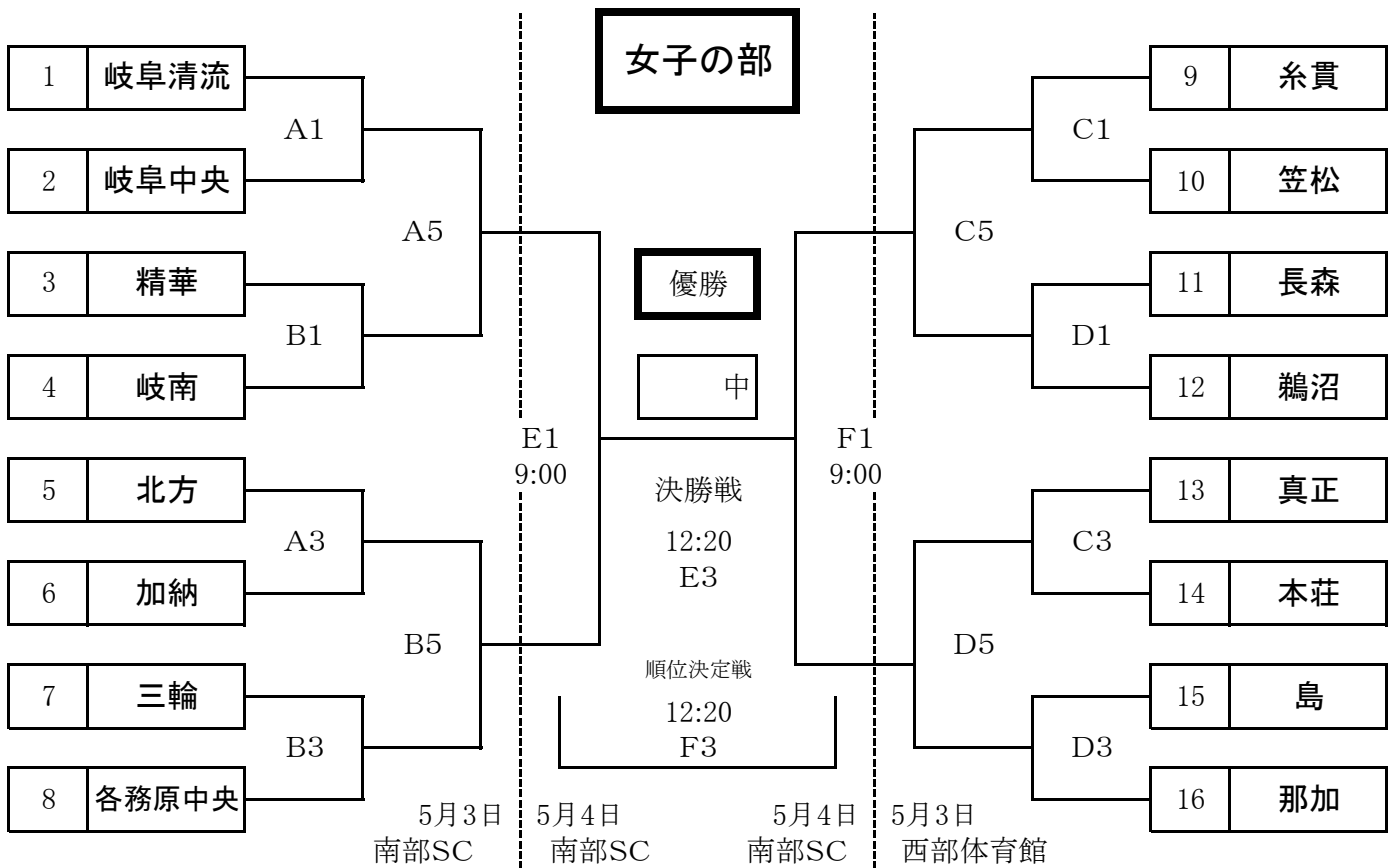 女子の部
1 岐阜清流
A1
2 岐阜中央
A5
3 精華
B1
4 岐南
E1
9:00
5 北方
A3
6 加納
B5
7 三輪
B3
8 各務原中央
優勝
中
決勝戦
12:20
E3
順位決定戦
12:20
F3
9 糸貫
C1
10 笠松
C5
11 長森
D1
12 鵜沼
F1
9:00
13 真正
C3
14 本荘
D5
15 島
D3
16 那加
5月3日 5月4日 5月4日 5月3日
南部SC 南部SC 南部SC 西部体育館